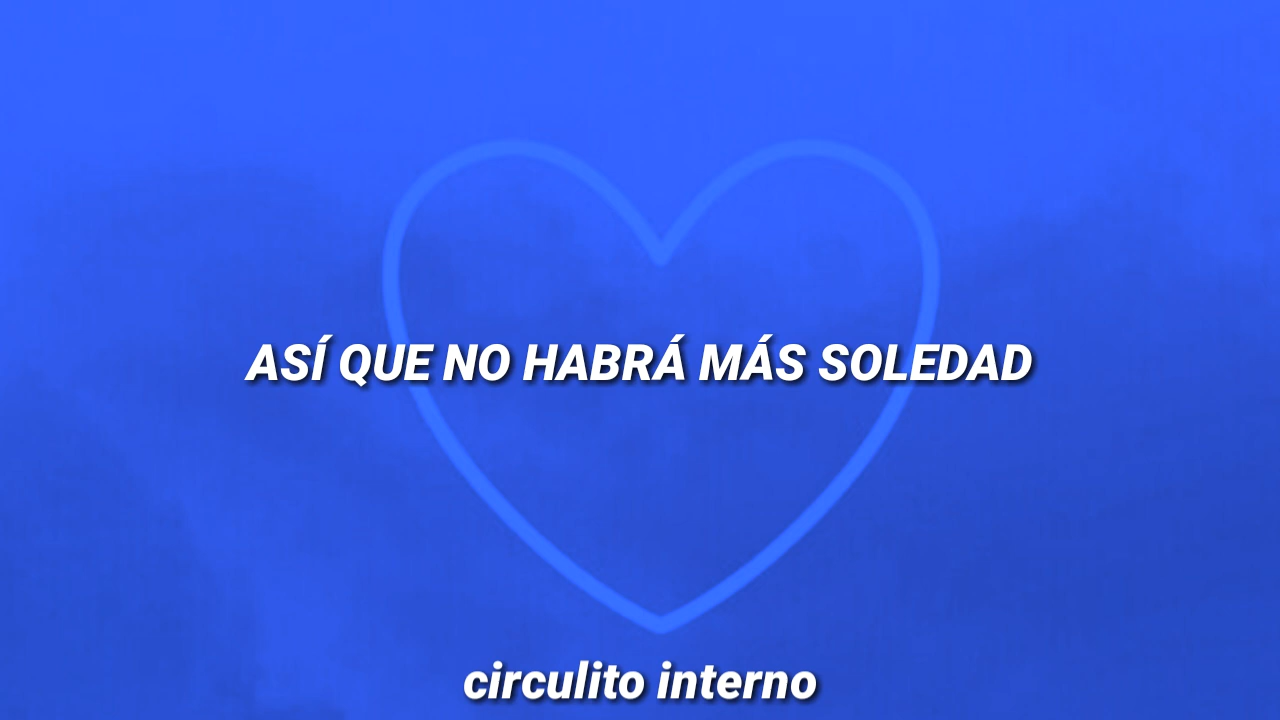 ASÍ QUE NO HABRÁ MÁS SOLEDAD
circulito interno